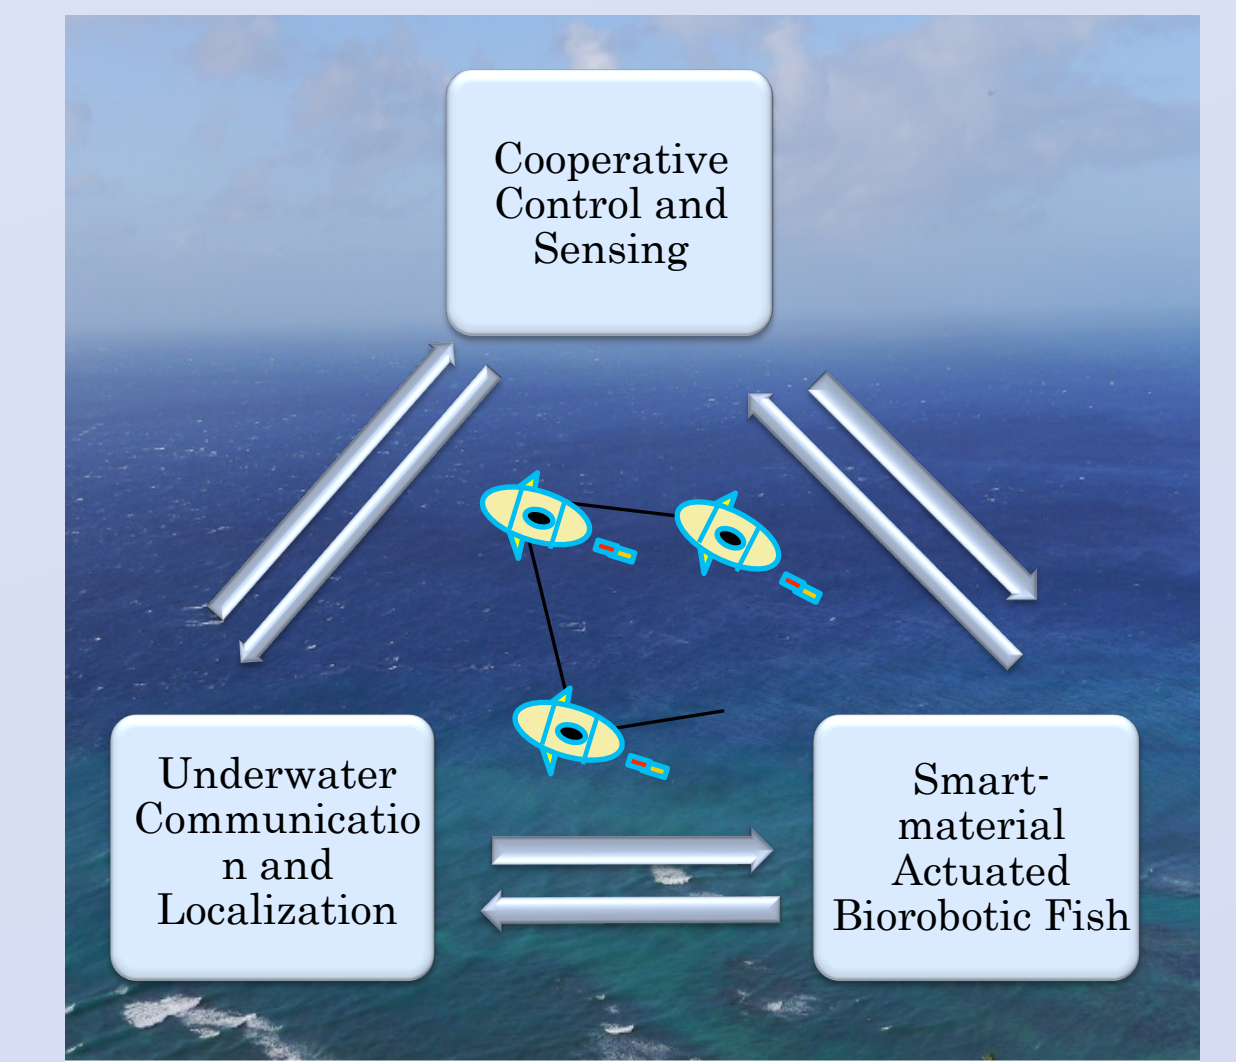 Cooperative
Control and
Sensing
Underwater
Communicatio
n and
Localization
Smart-
material
Actuated
Biorobotic Fish